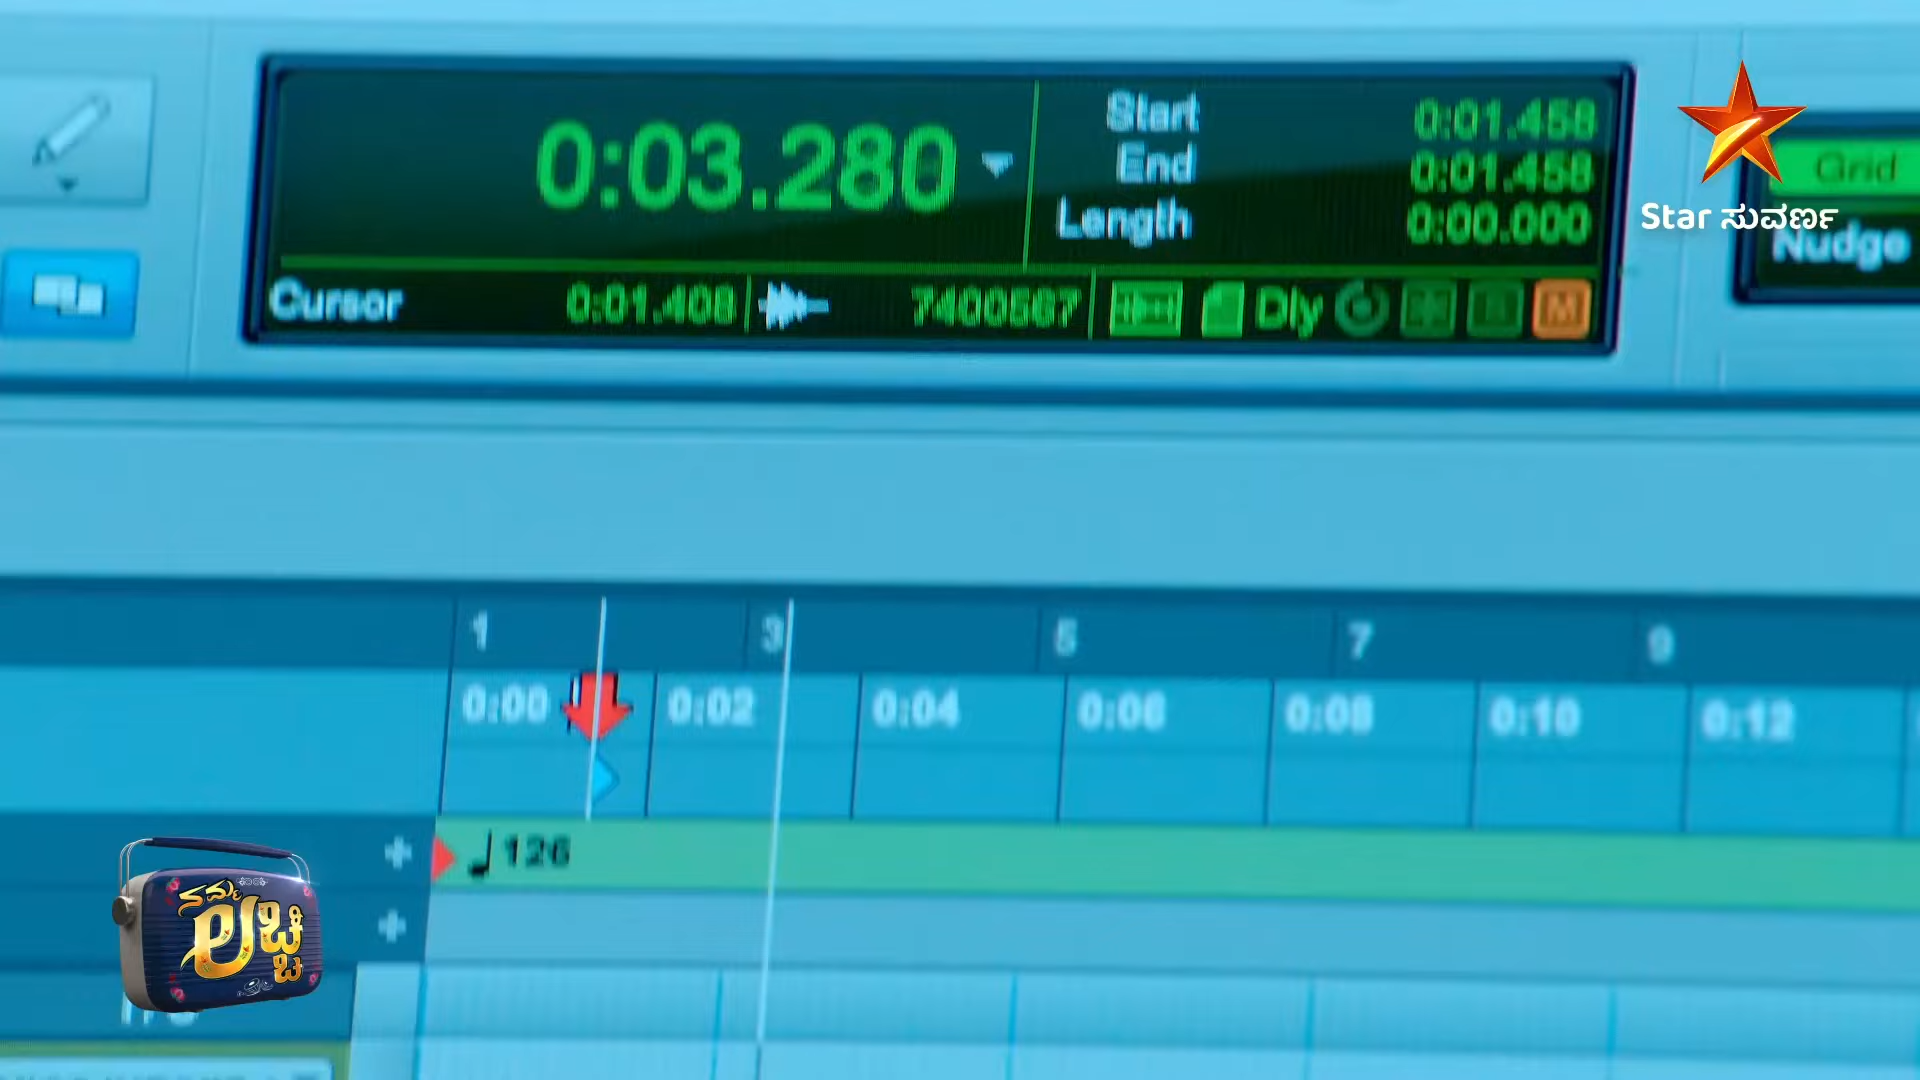 0:03.280
Start 0:01.458
End 0:01.458
Length 0:00.000
Cursor 0:01.408 7400567 Dly M
Grid
Nudge
Star ಸುವರ್ಣ
1 3 5 7 9
0:00 0:02 0:04 0:06 0:08 0:10 0:12
126
ನಮ್ಮ
ಲಚ್ಚಿ